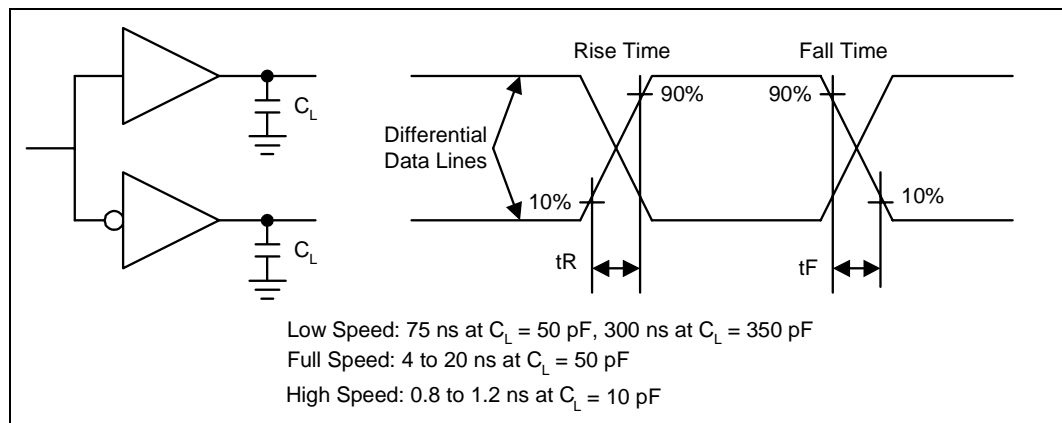 Rise Time
Fall Time
C_L
90%
90%
Differential
Data Lines
10%
10%
C_L
tR
tF
Low Speed: 75 ns at C_L = 50 pF, 300 ns at C_L = 350 pF
Full Speed: 4 to 20 ns at C_L = 50 pF
High Speed: 0.8 to 1.2 ns at C_L = 10 pF